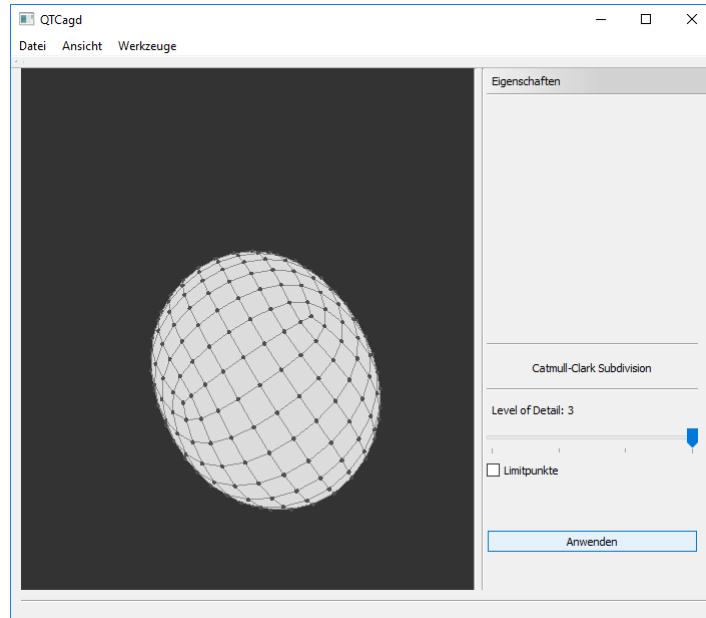 QTCagd
Datei Ansicht Werkzeuge
Eigenschaften
Catmull-Clark Subdivision
Level of Detail: 3
Limitpunkte
Anwenden